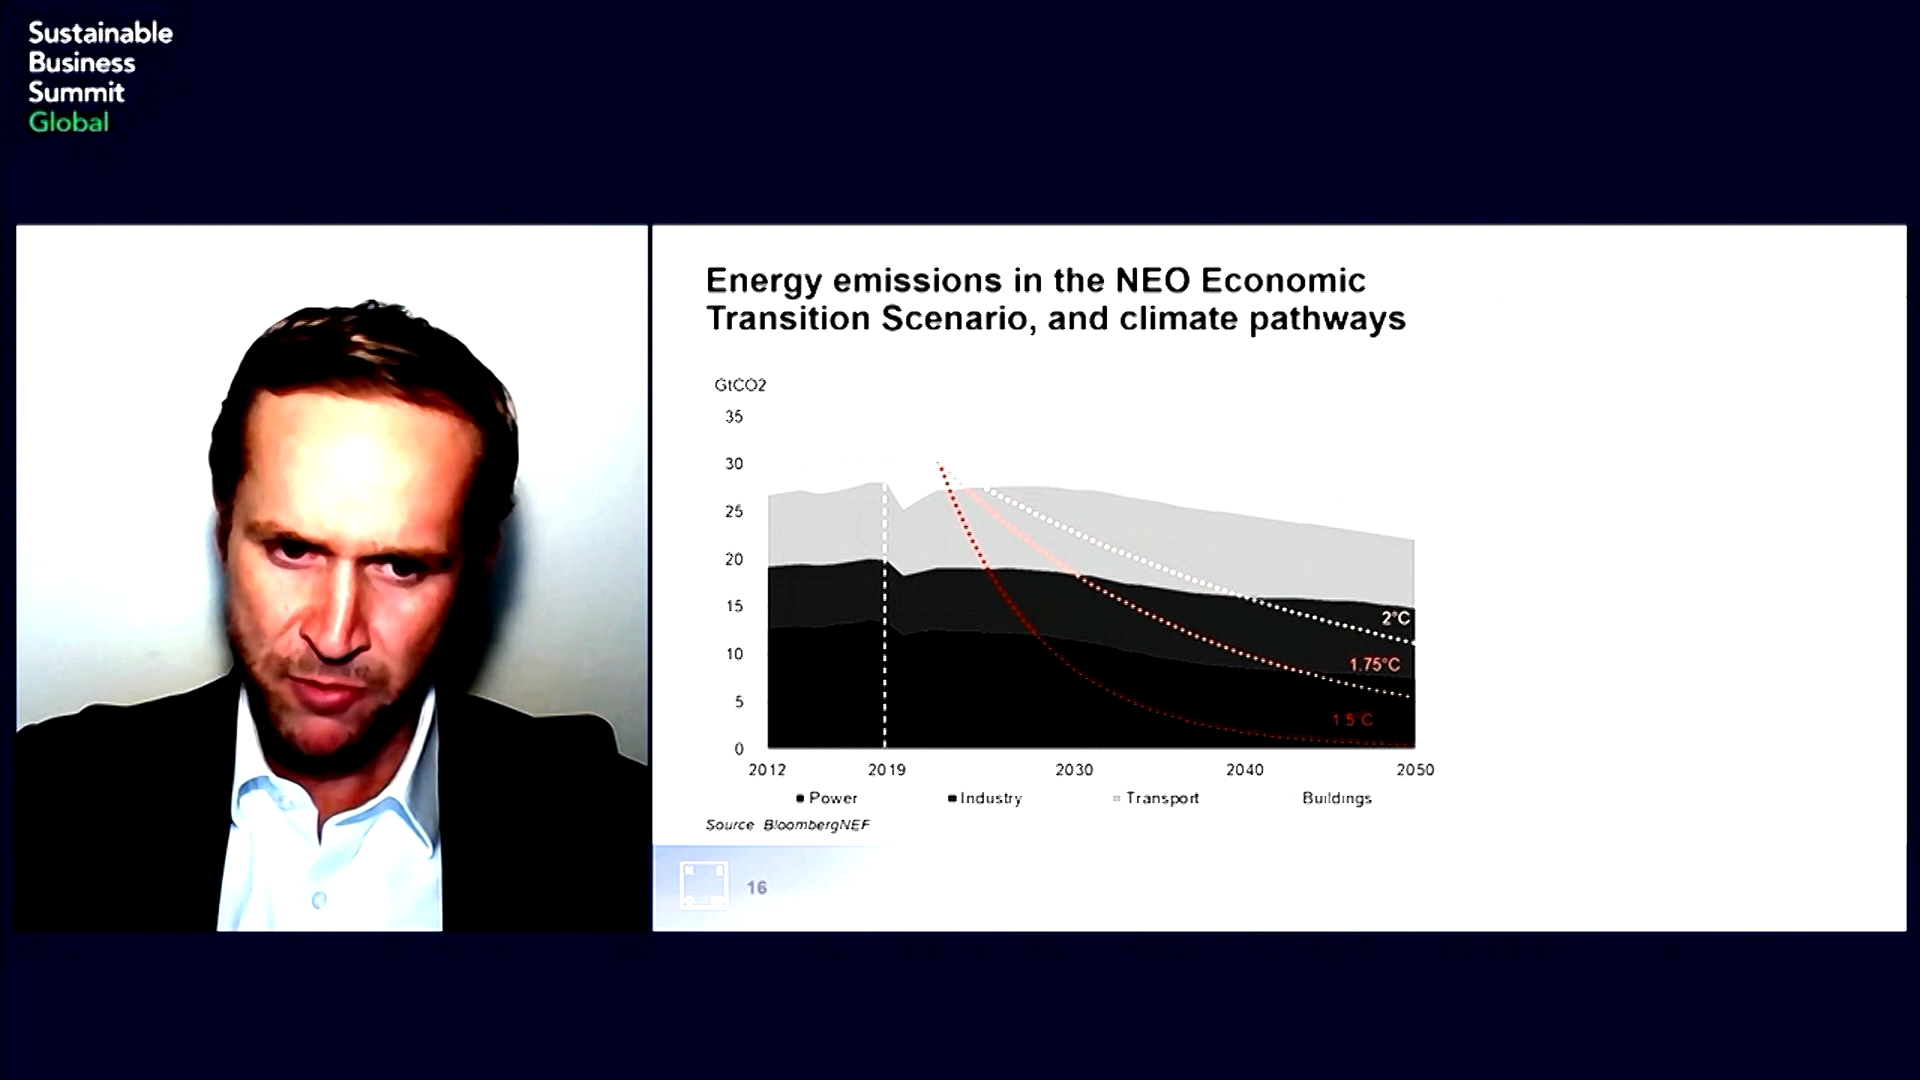 Sustainable
Business
Summit
Global
Energy emissions in the NEO Economic
Transition Scenario, and climate pathways
GtCO2
35
30
25
20
15
10
5
0
2°C
1.75°C
1 5 C
2012 2019 2030 2040 2050
Power Industry Transport Buildings
Source BloombergNEF
16